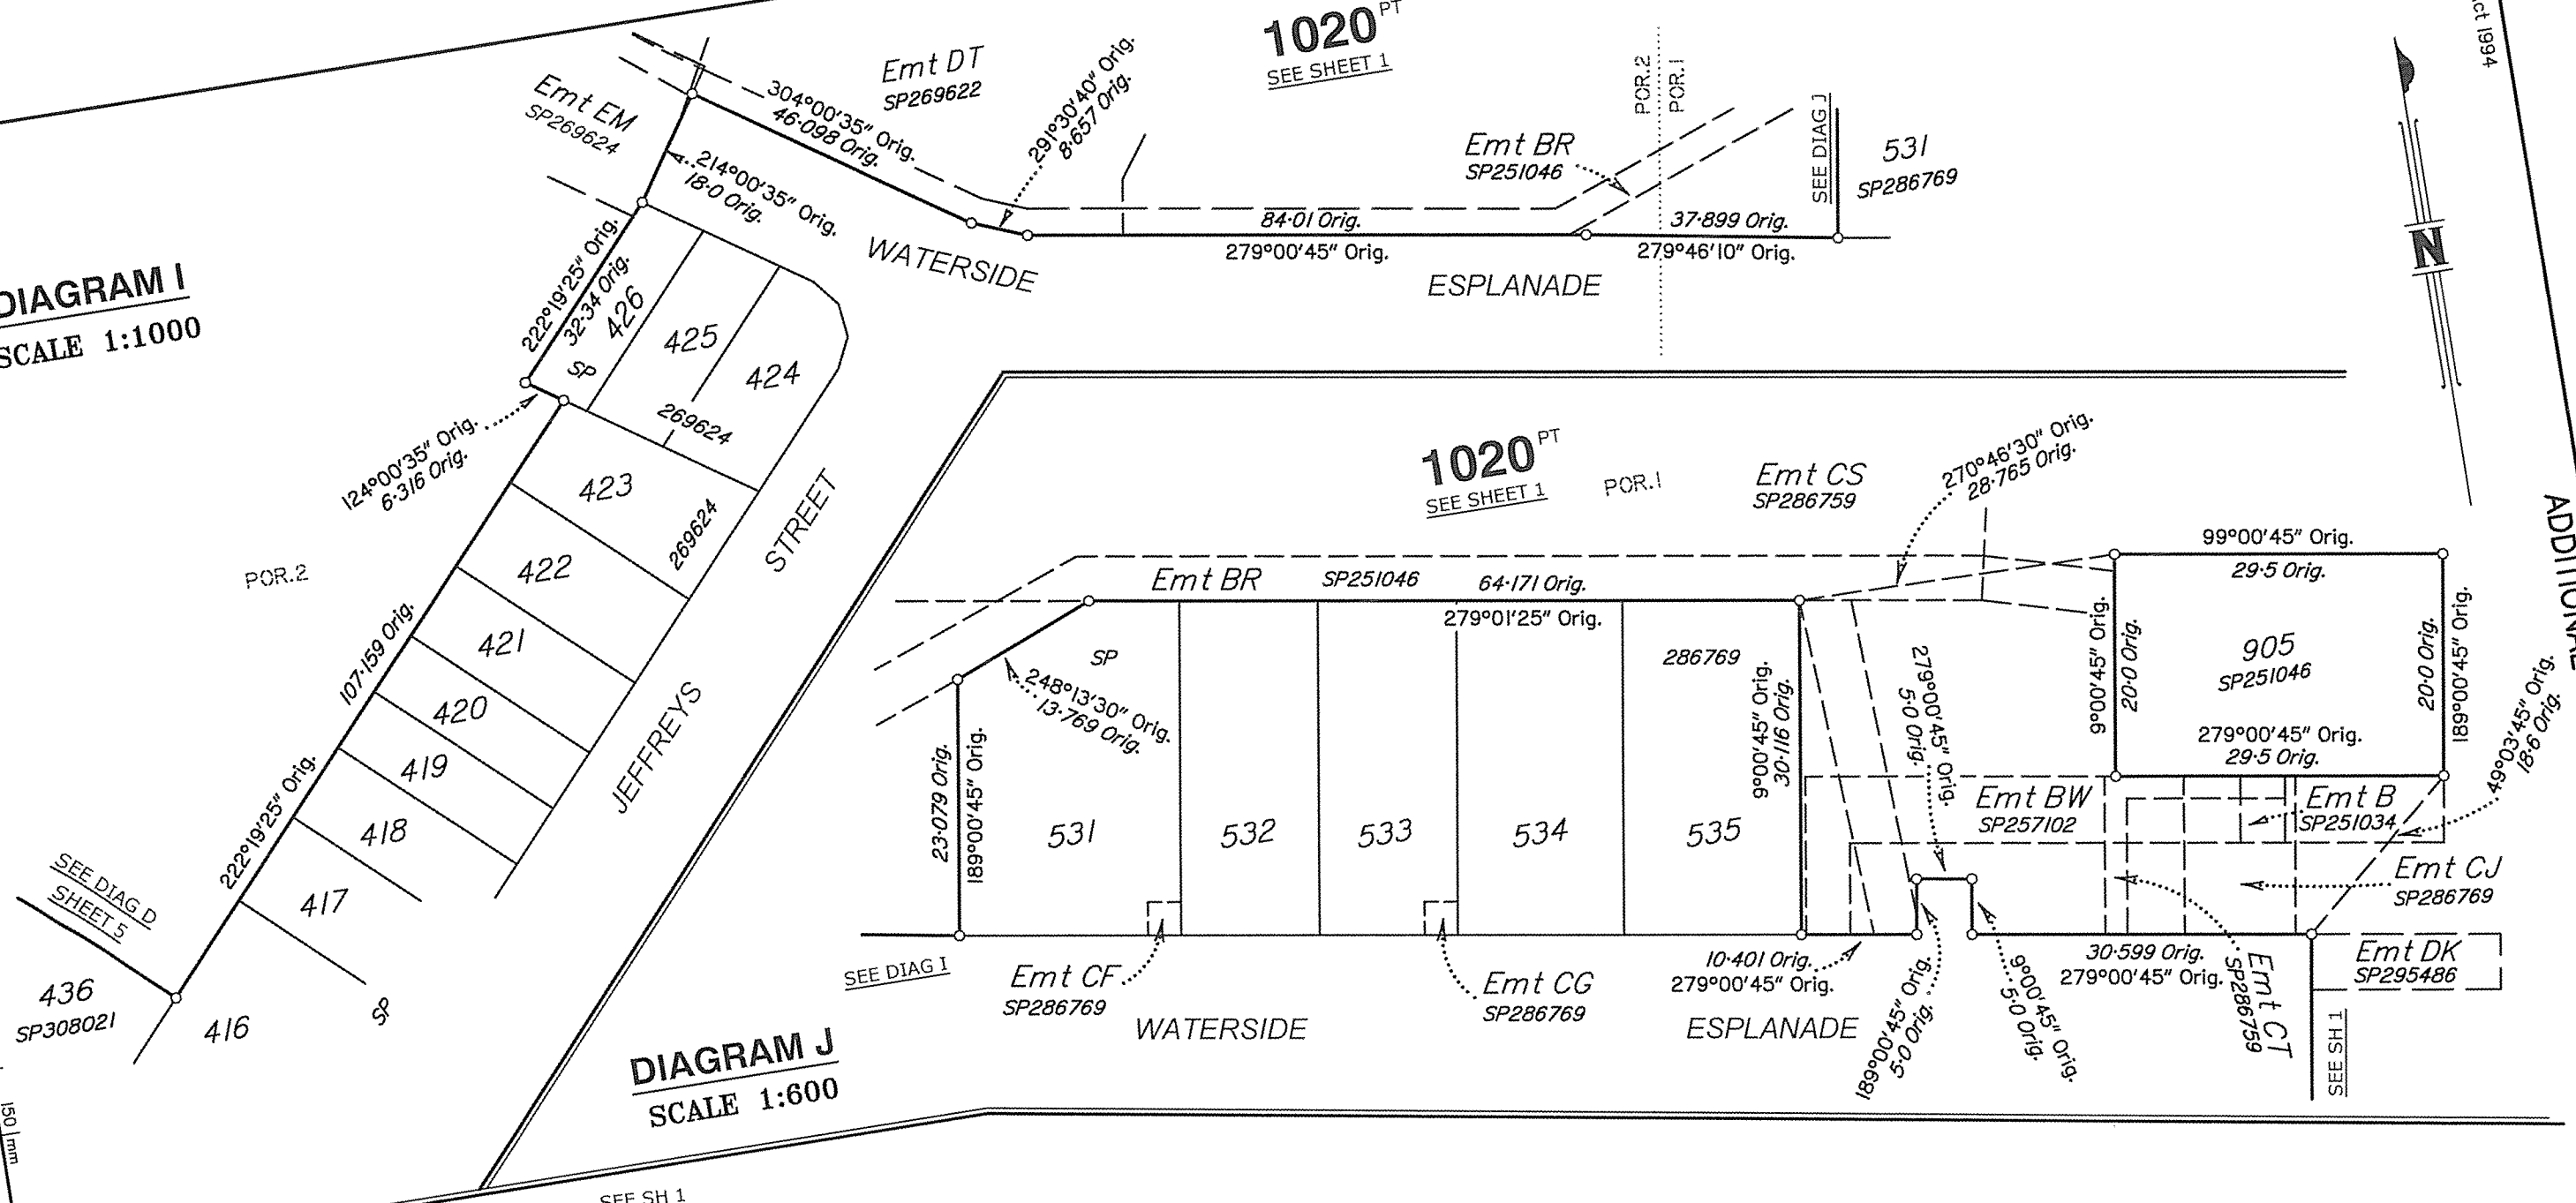 1020 PT
SEE SHEET 1
Emt DT
SP269622
Emt EM
SP269624
304°00'35" Orig.
46·098 Orig.
291°30'40" Orig.
8·657 Orig.
214°00'35" Orig.
18·0 Orig.
POR.2
POR.1
Emt BR
SP251046
SEE DIAG J
531
SP286769
84·01 Orig.
279°00'45" Orig.
37·899 Orig.
279°46'10" Orig.
WATERSIDE
ESPLANADE
ct 1994
N
DIAGRAM I
SCALE 1:1000
222°19'25" Orig.
32·34 Orig.
426
SP
425
424
269624
124°00'35" Orig.
6·316 Orig.
423
269624
422
421
420
419
418
417
SP
416
STREET
JEFFREYS
POR.2
107·159 Orig.
222°19'25" Orig.
SEE DIAG D
SHEET 5
436
SP308021
150 mm
1020 PT
SEE SHEET 1
POR.1
Emt CS
SP286759
270°46'30" Orig.
28·765 Orig.
ADDITIONAL
99°00'45" Orig.
29·5 Orig.
Emt BR
SP251046
64·171 Orig.
279°01'25" Orig.
SP
286769
248°13'30" Orig.
13·769 Orig.
23·079 Orig.
189°00'45" Orig.
9°00'45" Orig.
30·116 Orig.
279°00'45" Orig.
5·0 Orig.
9°00'45" Orig.
20·0 Orig.
905
SP251046
20·0 Orig.
189°00'45" Orig.
279°00'45" Orig.
29·5 Orig.
49°03'45" Orig.
18·6 Orig.
531
532
533
534
535
Emt BW
SP257102
Emt B
SP251034
Emt CJ
SP286769
SEE DIAG I
Emt CF
SP286769
Emt CG
SP286769
10·401 Orig.
279°00'45" Orig.
189°00'45" Orig.
5·0 Orig.
9°00'45" Orig.
5·0 Orig.
30·599 Orig.
279°00'45" Orig.
Emt CT
SP286759
Emt DK
SP295486
WATERSIDE
ESPLANADE
SEE SH 1
DIAGRAM J
SCALE 1:600
SEE SH 1